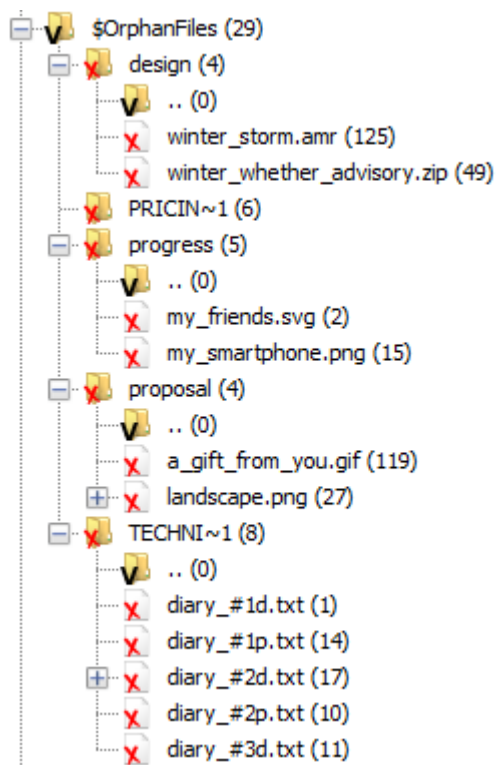 $OrphanFiles (29)
design (4)
.. (0)
winter_storm.amr (125)
winter_whether_advisory.zip (49)
PRICIN~1 (6)
progress (5)
.. (0)
my_friends.svg (2)
my_smartphone.png (15)
proposal (4)
.. (0)
a_gift_from_you.gif (119)
landscape.png (27)
TECHNI~1 (8)
.. (0)
diary_#1d.txt (1)
diary_#1p.txt (14)
diary_#2d.txt (17)
diary_#2p.txt (10)
diary_#3d.txt (11)